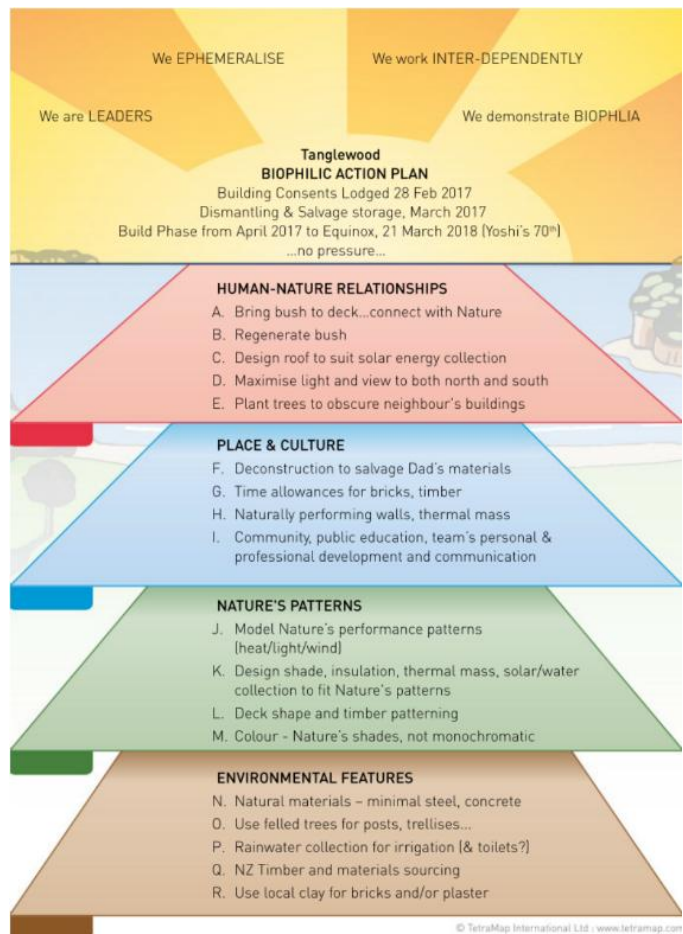 We EPHEMERALISE
We work INTER-DEPENDENTLY
We are LEADERS
We demonstrate BIOPHLIA
Tanglewood
BIOPHILIC ACTION PLAN
Building Consents Lodged 28 Feb 2017
Dismantling & Salvage storage, March 2017
Build Phase from April 2017 to Equinox, 21 March 2018 (Yoshi's 70th)
...no pressure...
HUMAN-NATURE RELATIONSHIPS
A. Bring bush to deck...connect with Nature
B. Regenerate bush
C. Design roof to suit solar energy collection
D. Maximise light and view to both north and south
E. Plant trees to obscure neighbour's buildings
PLACE & CULTURE
F. Deconstruction to salvage Dad's materials
G. Time allowances for bricks, timber
H. Naturally performing walls, thermal mass
I. Community, public education, team's personal &
professional development and communication
NATURE'S PATTERNS
J. Model Nature's performance patterns
(heat/light/wind)
K. Design shade, insulation, thermal mass, solar/water
collection to fit Nature's patterns
L. Deck shape and timber patterning
M. Colour - Nature's shades, not monochromatic
ENVIRONMENTAL FEATURES
N. Natural materials – minimal steel, concrete
O. Use felled trees for posts, trellises...
P. Rainwater collection for irrigation (& toilets?)
Q. NZ Timber and materials sourcing
R. Use local clay for bricks and/or plaster
© TetraMap International Ltd : www.tetramap.com